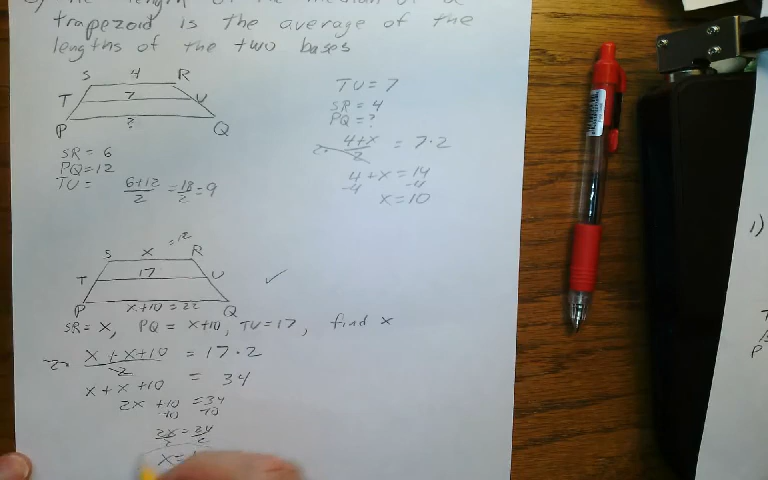 trapezoid is the average of the
lengths of the two bases
S 4 R
T 7 U
P ? Q
SR = 6
PQ = 12
TU = (6+12)/2 = 18/2 = 9
TU = 7
SR = 4
PQ = ?
2· (4+x)/2 = 7·2
4 + x = 14
-4 -4
x = 10
= 12
S x R
T 17 U ✓
P x+10 = 22 Q
SR = x, PQ = x+10, TU = 17, find x
2· (x + x+10)/2 = 17·2
x + x + 10 = 34
2x + 10 = 34
-10 -10
2x/2 = 24/2
x =
1)
P